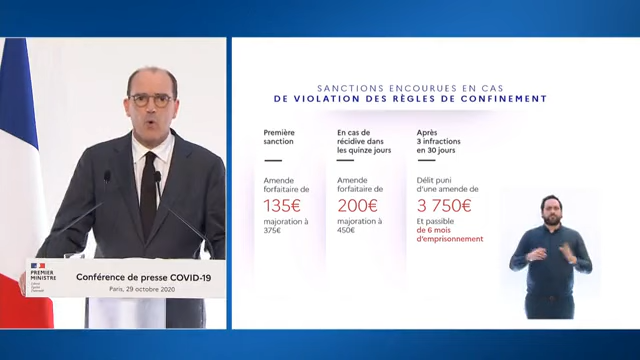 SANCTIONS ENCOURUES EN CAS
DE VIOLATION DES RÈGLES DE CONFINEMENT
Première
sanction
Amende
forfaitaire de
135€
majoration à
375€
En cas de
récidive dans
les quinze jours
Amende
forfaitaire de
200€
majoration à
450€
Après
3 infractions
en 30 jours
Délit puni
d'une amende de
3 750€
Et passible
de 6 mois
d'emprisonnement
PREMIER
MINISTRE
Conférence de presse COVID-19
Paris, 29 octobre 2020